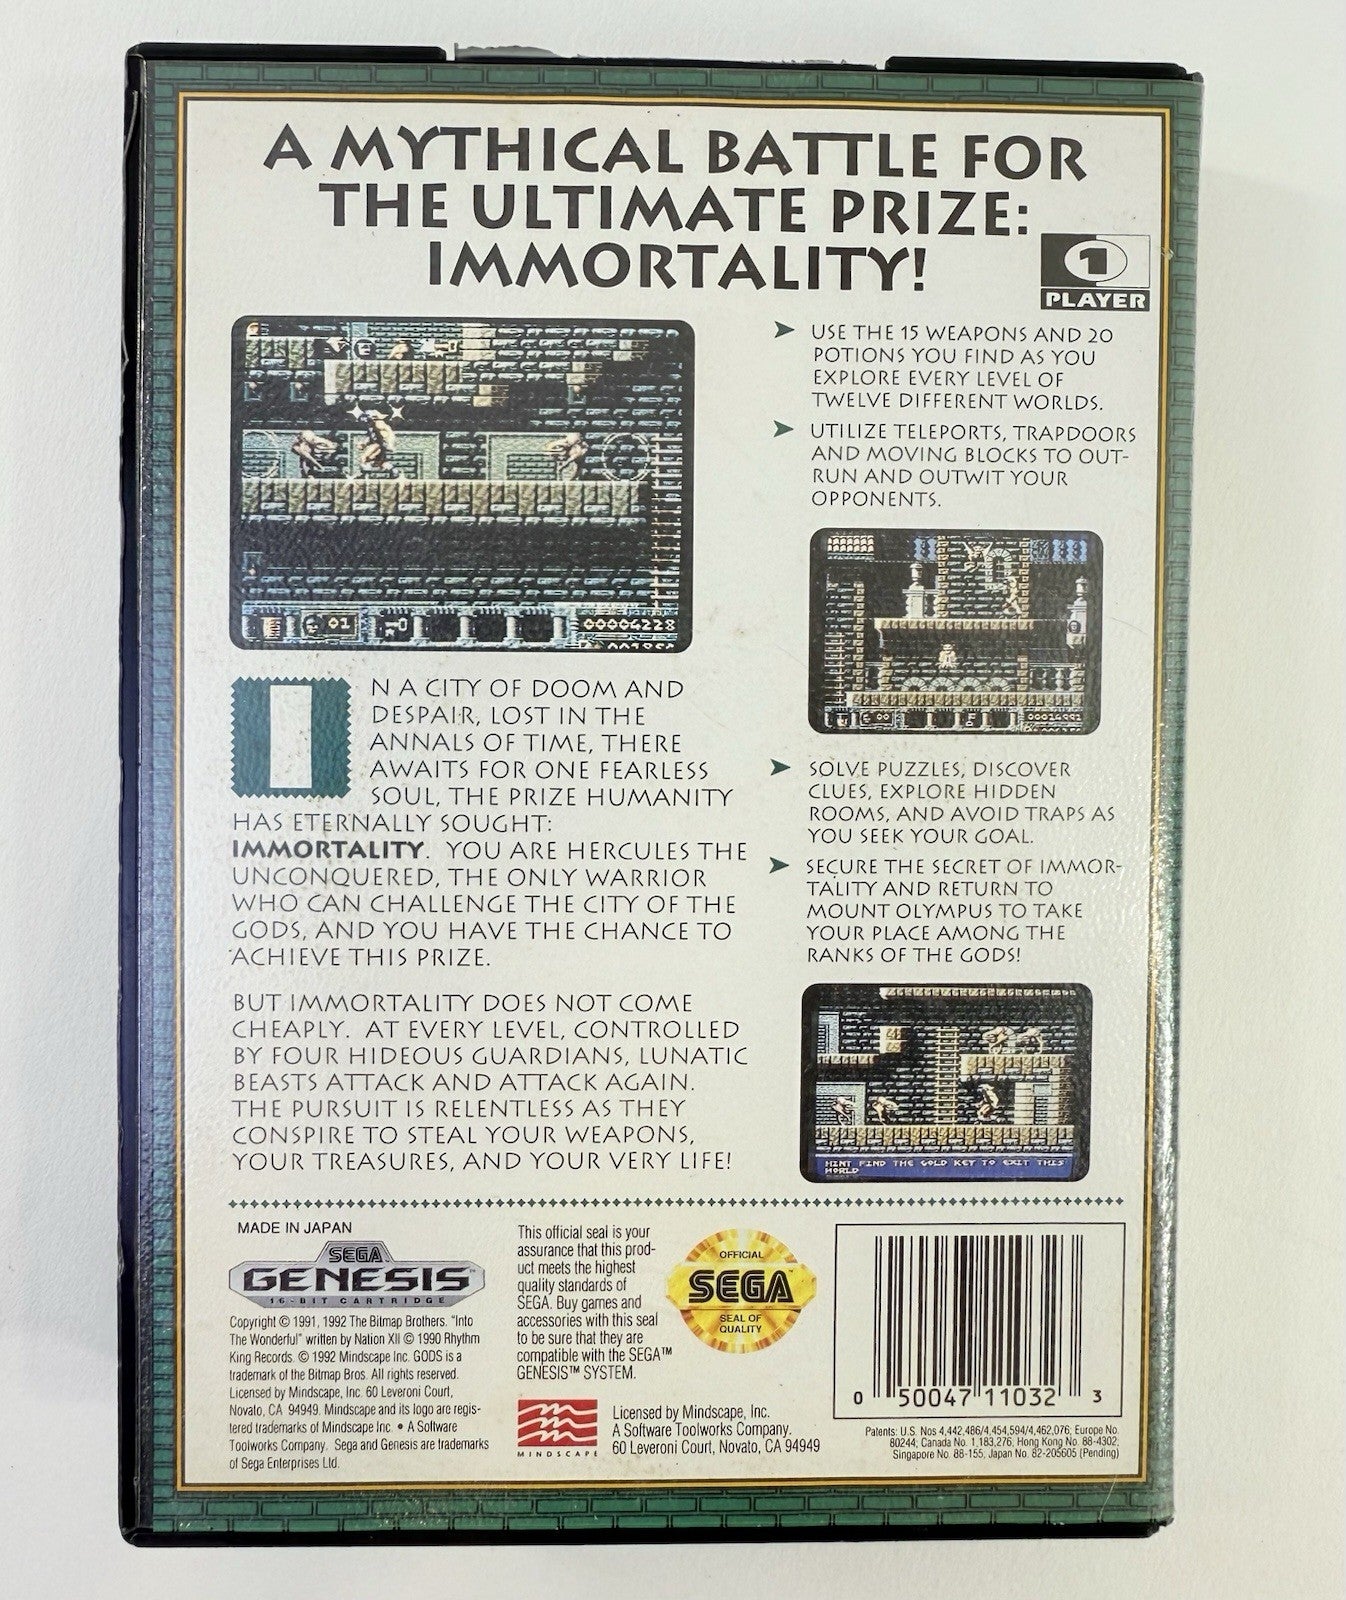 A MYTHICAL BATTLE FOR
THE ULTIMATE PRIZE:
IMMORTALITY!
1
PLAYER
USE THE 15 WEAPONS AND 20
POTIONS YOU FIND AS YOU
EXPLORE EVERY LEVEL OF
TWELVE DIFFERENT WORLDS.
UTILIZE TELEPORTS, TRAPDOORS
AND MOVING BLOCKS TO OUT-
RUN AND OUTWIT YOUR
OPPONENTS.
01
00004228
IN A CITY OF DOOM AND
DESPAIR, LOST IN THE
ANNALS OF TIME, THERE
AWAITS FOR ONE FEARLESS
SOUL, THE PRIZE HUMANITY
HAS ETERNALLY SOUGHT:
IMMORTALITY. YOU ARE HERCULES THE
UNCONQUERED, THE ONLY WARRIOR
WHO CAN CHALLENGE THE CITY OF THE
GODS, AND YOU HAVE THE CHANCE TO
ACHIEVE THIS PRIZE.
BUT IMMORTALITY DOES NOT COME
CHEAPLY. AT EVERY LEVEL, CONTROLLED
BY FOUR HIDEOUS GUARDIANS, LUNATIC
BEASTS ATTACK AND ATTACK AGAIN.
THE PURSUIT IS RELENTLESS AS THEY
CONSPIRE TO STEAL YOUR WEAPONS,
YOUR TREASURES, AND YOUR VERY LIFE!
00
SOLVE PUZZLES, DISCOVER
CLUES, EXPLORE HIDDEN
ROOMS, AND AVOID TRAPS AS
YOU SEEK YOUR GOAL.
SECURE THE SECRET OF IMMOR-
TALITY AND RETURN TO
MOUNT OLYMPUS TO TAKE
YOUR PLACE AMONG THE
RANKS OF THE GODS!
HINT FIND THE GOLD KEY TO EXIT THIS
WORLD
MADE IN JAPAN
SEGA
GENESIS™
16-BIT CARTRIDGE
Copyright © 1991, 1992 The Bitmap Brothers. "Into
The Wonderful" written by Nation XII © 1990 Rhythm
King Records. © 1992 Mindscape Inc. GODS is a
trademark of the Bitmap Bros. All rights reserved.
Licensed by Mindscape, Inc. 60 Leveroni Court,
Novato, CA 94949. Mindscape and its logo are regis-
tered trademarks of Mindscape Inc. • A Software
Toolworks Company. Sega and Genesis are trademarks
of Sega Enterprises Ltd.
This official seal is your
assurance that this prod-
uct meets the highest
quality standards of
SEGA. Buy games and
accessories with this seal
to be sure that they are
compatible with the SEGA™
GENESIS™ SYSTEM.
OFFICIAL
SEGA™
SEAL OF
QUALITY
MINDSCAPE
Licensed by Mindscape, Inc.
A Software Toolworks Company.
60 Leveroni Court, Novato, CA 94949
0 50047 11032 3
Patents: U.S. Nos 4,442,486/4,454,594/4,462,076; Europe No.
80244; Canada No. 1,183,276; Hong Kong No. 88-4302;
Singapore No. 88-155; Japan No. 82-205605 (Pending)